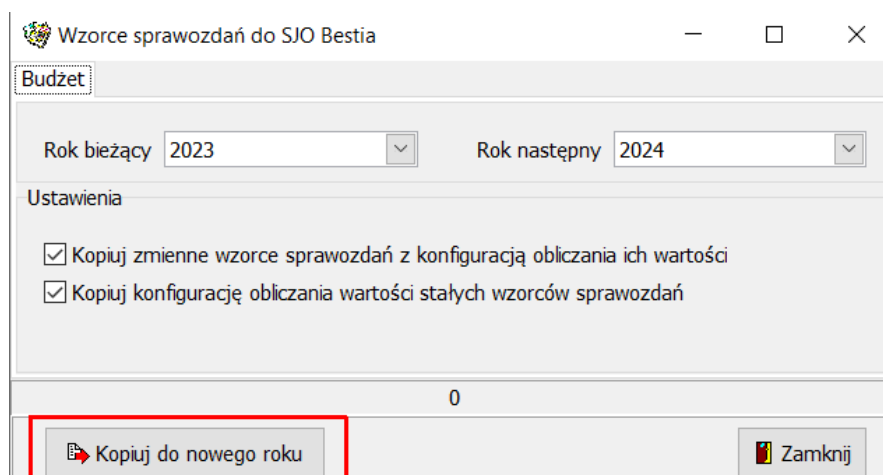 Wzorce sprawozdań do SJO Bestia
Budżet
Rok bieżący 2023 Rok następny 2024
Ustawienia
Kopiuj zmienne wzorce sprawozdań z konfiguracją obliczania ich wartości
Kopiuj konfigurację obliczania wartości stałych wzorców sprawozdań
0
Kopiuj do nowego roku Zamknij